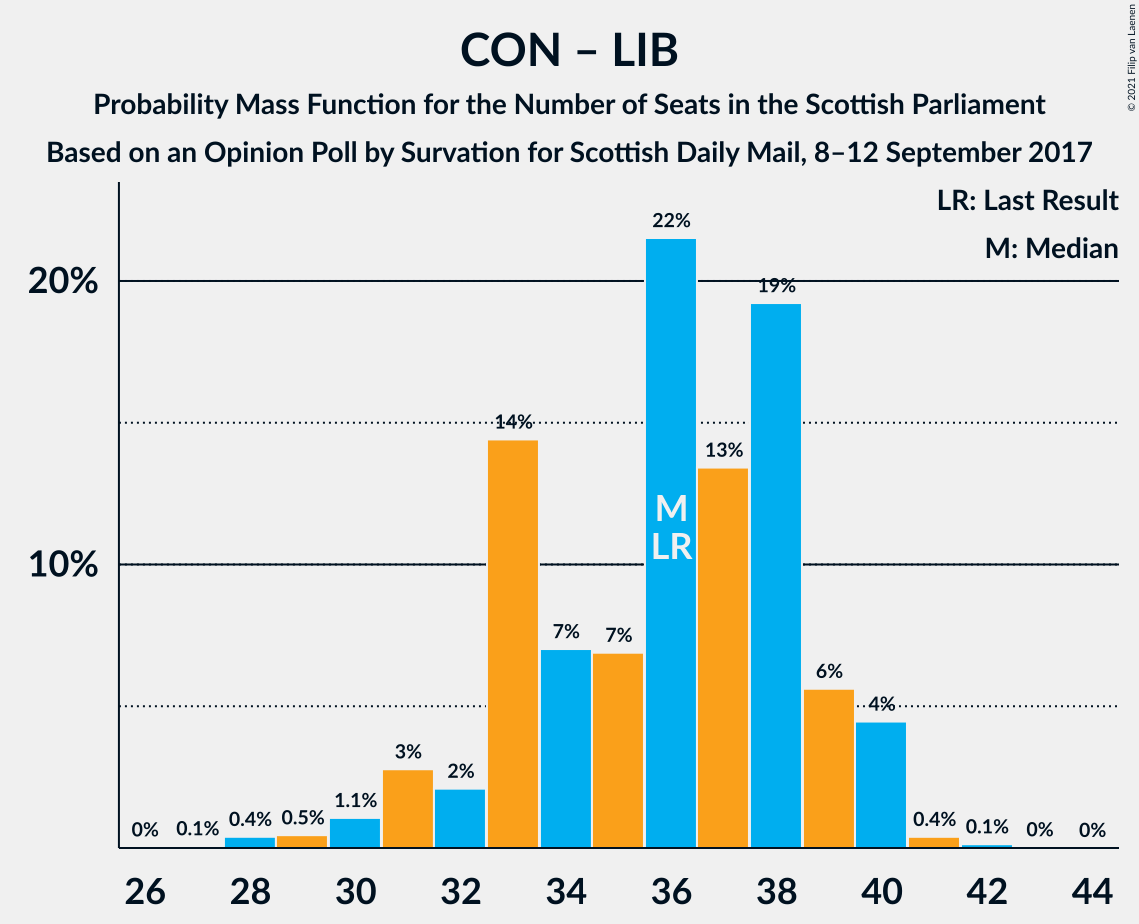 CON – LIB
Probability Mass Function for the Number of Seats in the Scottish Parliament
Based on an Opinion Poll by Survation for Scottish Daily Mail, 8–12 September 2017
© 2021 Filip van Laenen
LR: Last Result
M: Median
20%
10%
0%
0.1%
0.4%
0.5%
1.1%
3%
2%
14%
7%
7%
22%
13%
19%
6%
4%
0.4%
0.1%
0%
0%
M
LR
26 28 30 32 34 36 38 40 42 44